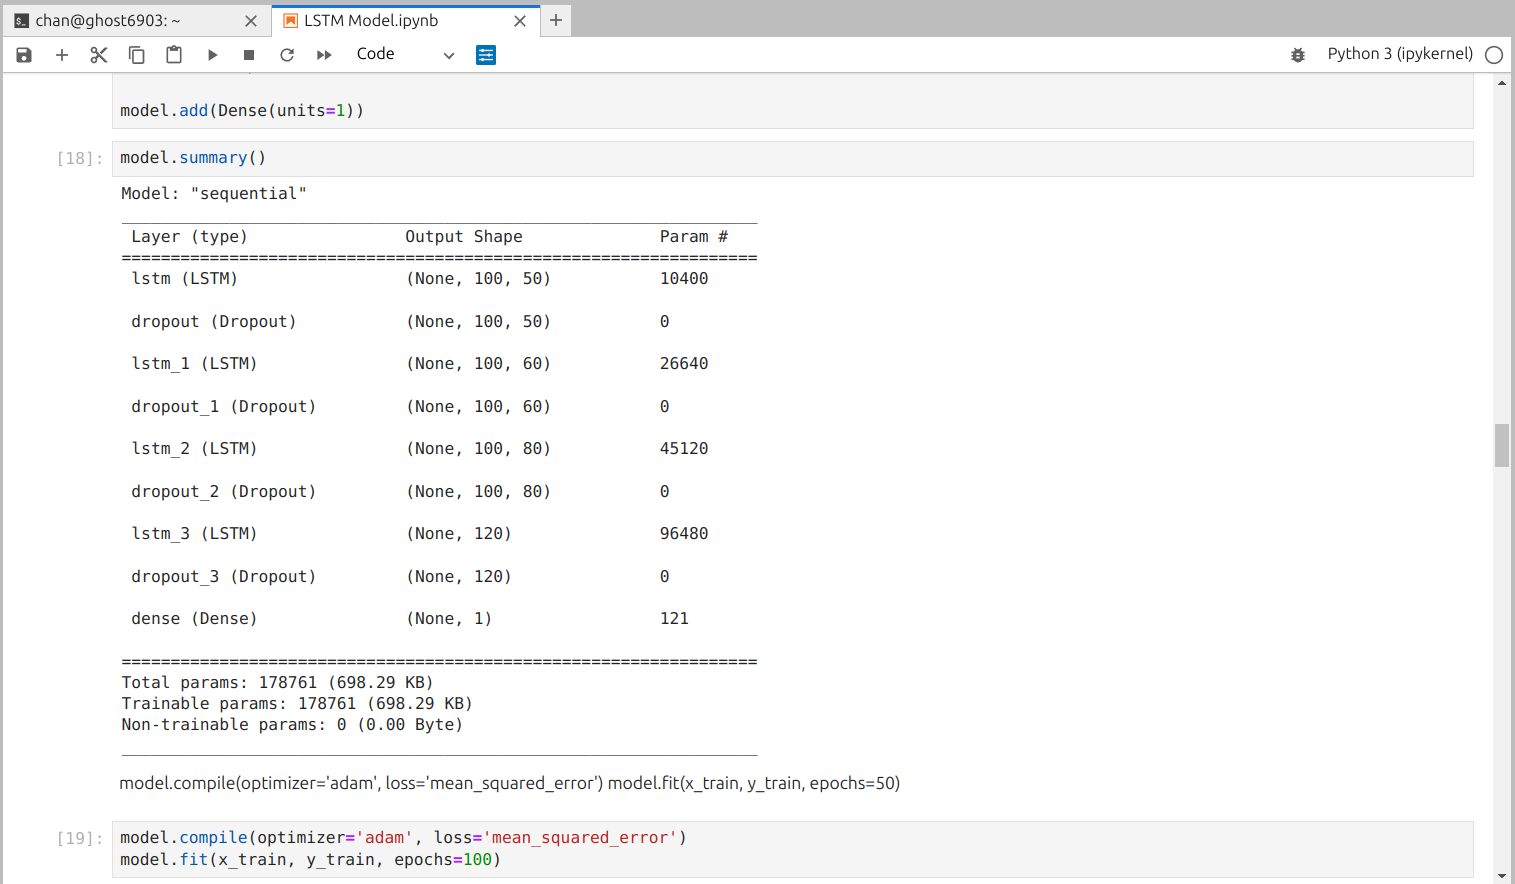 chan@ghost6903: ~
LSTM Model.ipynb
Code
Python 3 (ipykernel)
model.add(Dense(units=1))
[18]:
model.summary()
Model: "sequential"
_________________________________________________________________
Layer (type) Output Shape Param #
=================================================================
lstm (LSTM) (None, 100, 50) 10400
dropout (Dropout) (None, 100, 50) 0
lstm_1 (LSTM) (None, 100, 60) 26640
dropout_1 (Dropout) (None, 100, 60) 0
lstm_2 (LSTM) (None, 100, 80) 45120
dropout_2 (Dropout) (None, 100, 80) 0
lstm_3 (LSTM) (None, 120) 96480
dropout_3 (Dropout) (None, 120) 0
dense (Dense) (None, 1) 121
=================================================================
Total params: 178761 (698.29 KB)
Trainable params: 178761 (698.29 KB)
Non-trainable params: 0 (0.00 Byte)
_________________________________________________________________
model.compile(optimizer='adam', loss='mean_squared_error') model.fit(x_train, y_train, epochs=50)
[19]:
model.compile(optimizer='adam', loss='mean_squared_error')
model.fit(x_train, y_train, epochs=100)